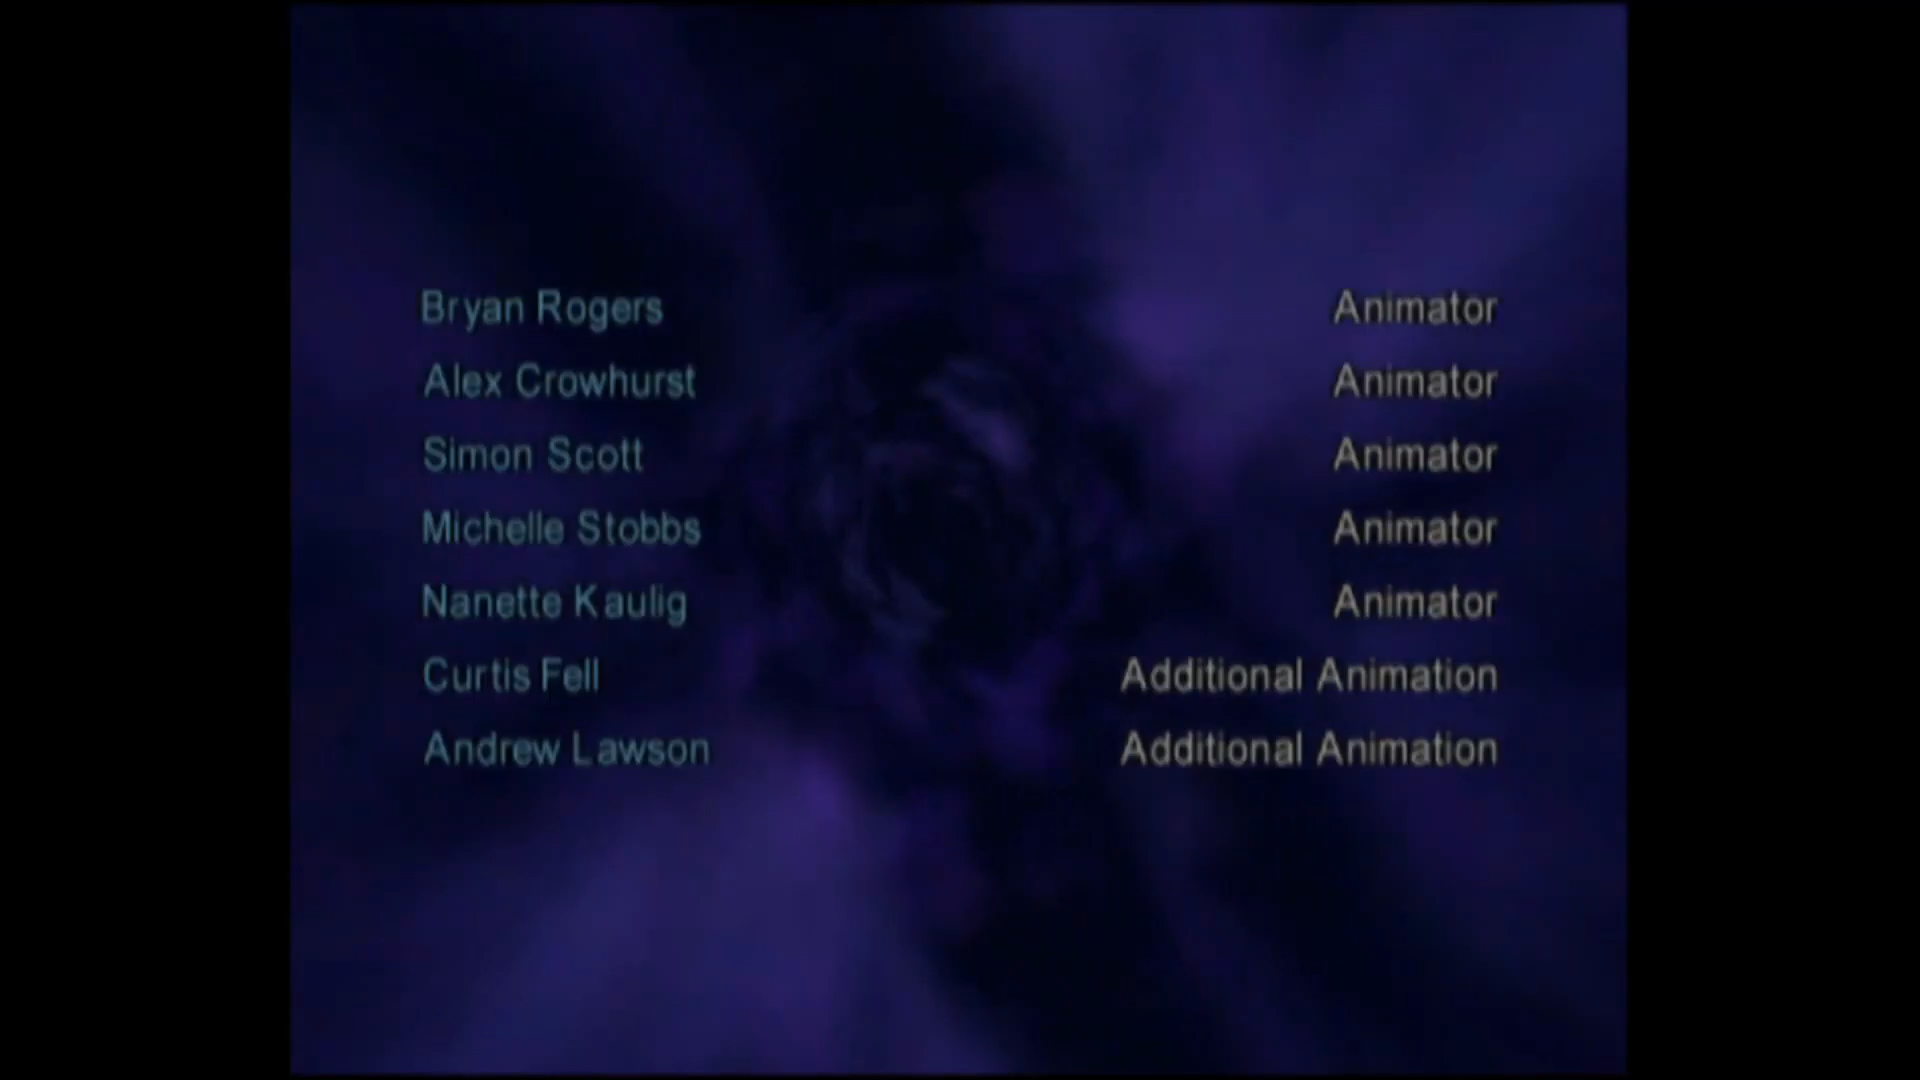 Bryan Rogers Animator
Alex Crowhurst Animator
Simon Scott Animator
Michelle Stobbs Animator
Nanette Kaulig Animator
Curtis Fell Additional Animation
Andrew Lawson Additional Animation